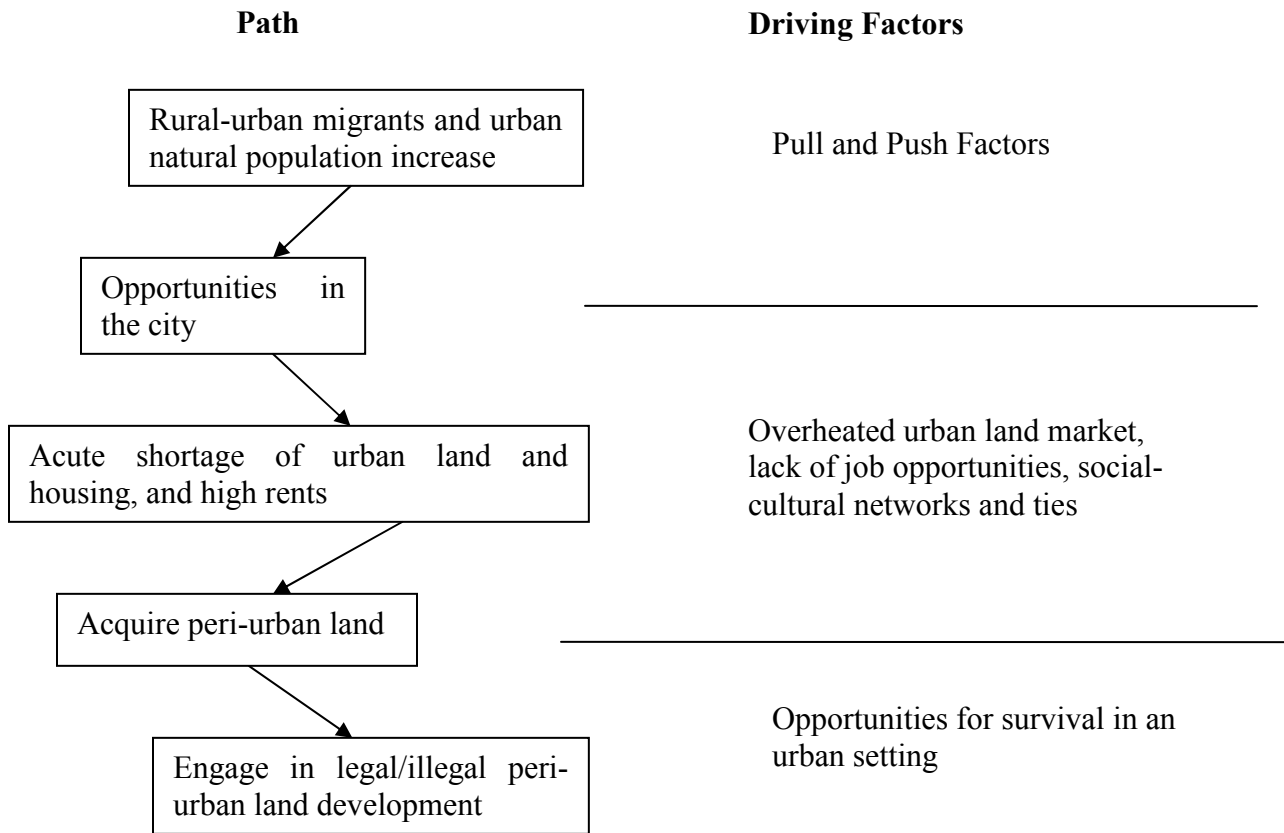 Path
Driving Factors
Rural-urban migrants and urban
natural population increase
Pull and Push Factors
Opportunities in
the city
Acute shortage of urban land and
housing, and high rents
Overheated urban land market,
lack of job opportunities, social-
cultural networks and ties
Acquire peri-urban land
Opportunities for survival in an
urban setting
Engage in legal/illegal peri-
urban land development